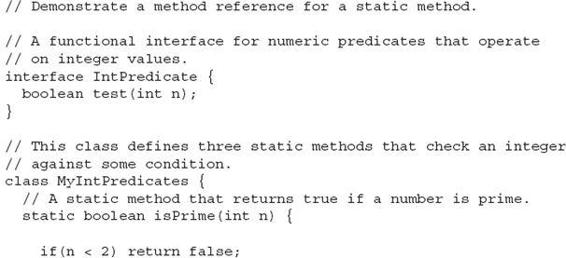 // Demonstrate a method reference for a static method.
// A functional interface for numeric predicates that operate
// on integer values.
interface IntPredicate {
boolean test(int n);
}
// This class defines three static methods that check an integer
// against some condition.
class MyIntPredicates {
// A static method that returns true if a number is prime.
static boolean isPrime(int n) {
if(n < 2) return false;